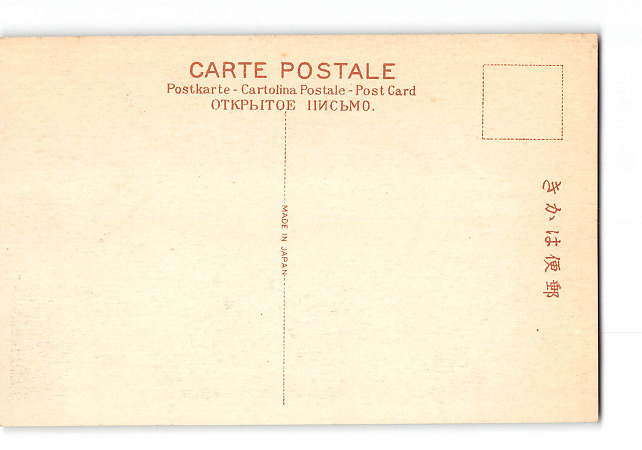 CARTE POSTALE
Postkarte - Cartolina Postale - Post Card
ОТКРЫТОЕ ПИСЬМО.
MADE IN JAPAN
きかは便郵